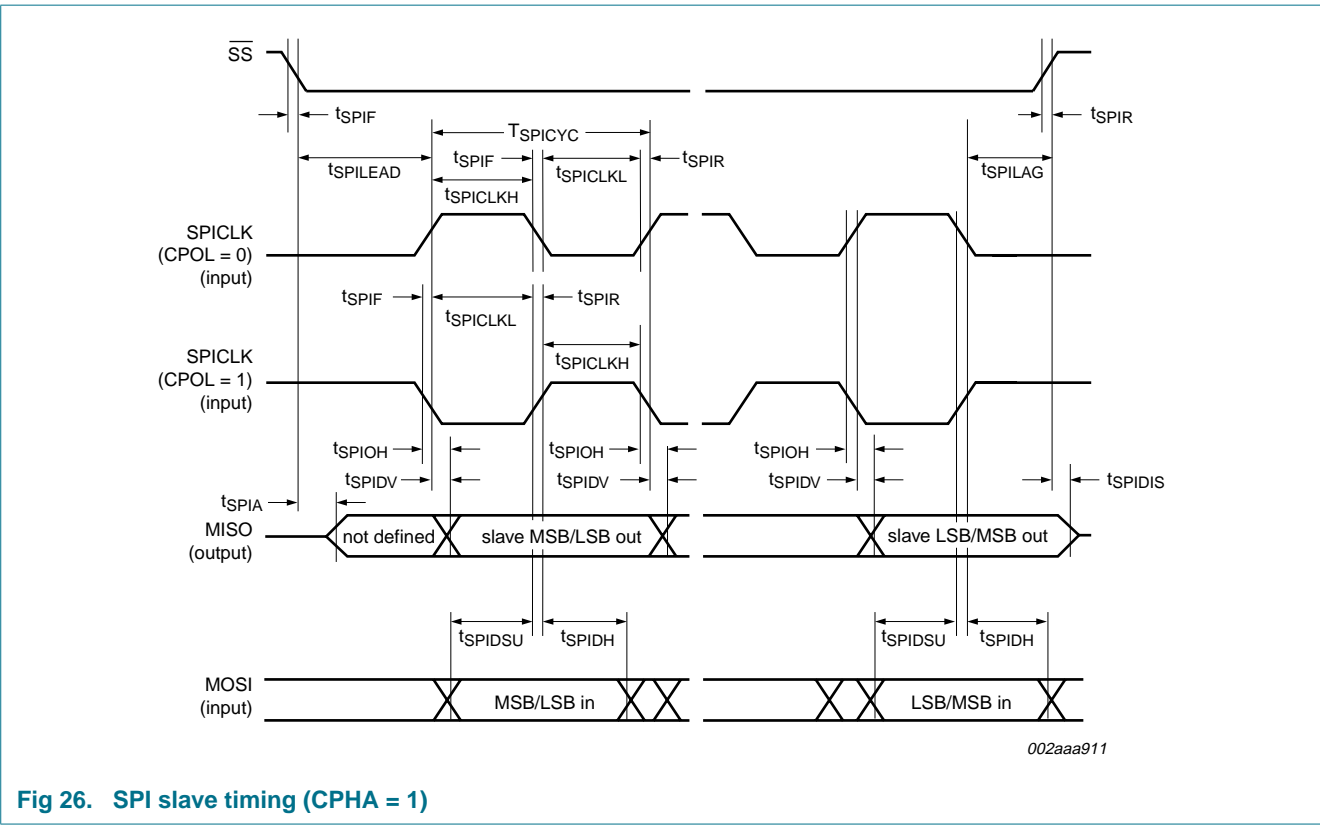 SS
tSPIF
tSPIR
TSPICYC
tSPIF
tSPIR
tSPILEAD
tSPICLKL
tSPILAG
tSPICLKH
SPICLK
(CPOL = 0)
(input)
tSPIF
tSPIR
tSPICLKL
SPICLK
(CPOL = 1)
(input)
tSPICLKH
tSPIOH
tSPIOH
tSPIOH
tSPIDV
tSPIDV
tSPIDV
tSPIDIS
tSPIA
MISO
(output)
not defined
slave MSB/LSB out
slave LSB/MSB out
tSPIDSU
tSPIDH
tSPIDSU
tSPIDH
MOSI
(input)
MSB/LSB in
LSB/MSB in
002aaa911
Fig 26. SPI slave timing (CPHA = 1)